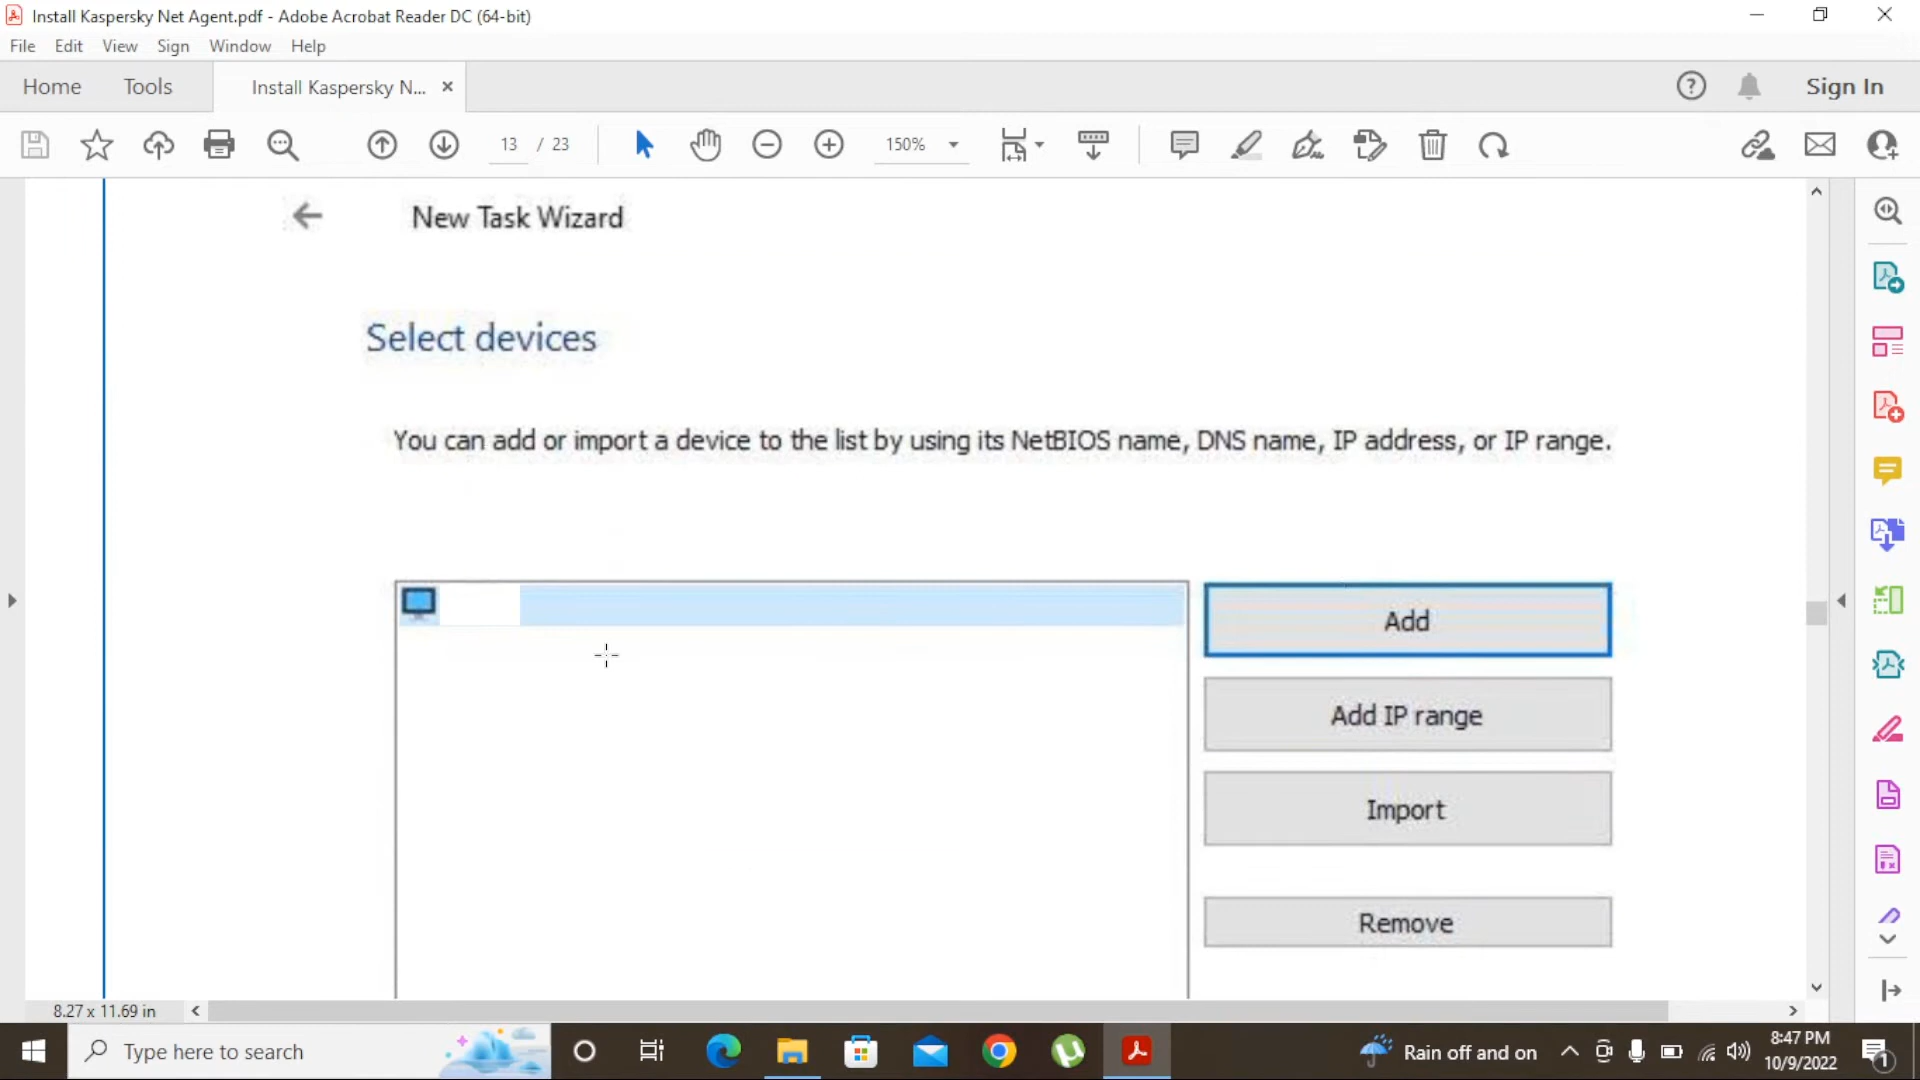 Install Kaspersky Net Agent.pdf - Adobe Acrobat Reader DC (64-bit)
File Edit View Sign Window Help
Home Tools Install Kaspersky N... Sign In
13 / 23 150%
New Task Wizard
Select devices
You can add or import a device to the list by using its NetBIOS name, DNS name, IP address, or IP range.
Add
Add IP range
Import
Remove
8.27 x 11.69 in
Type here to search
Rain off and on
8:47 PM
10/9/2022
1